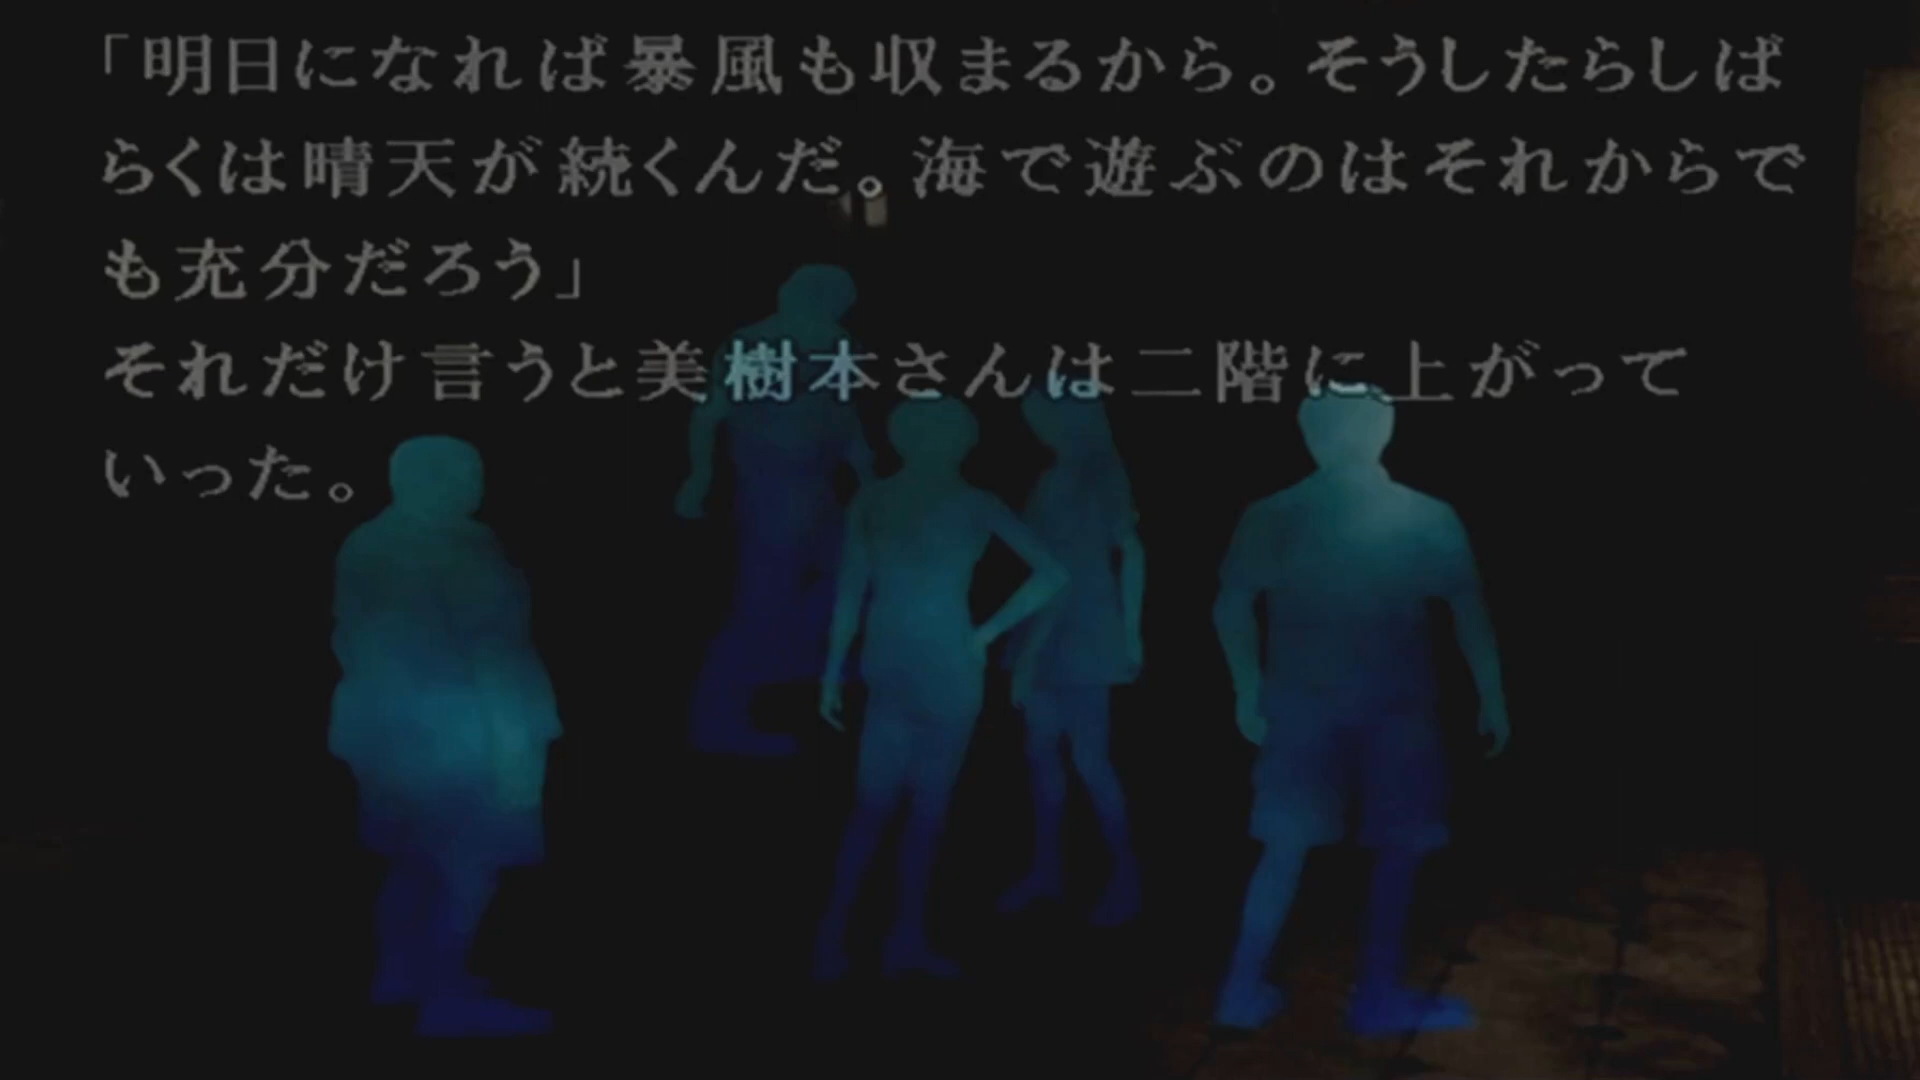 「明日になれば暴風も収まるから。そうしたらしば
らくは晴天が続くんだ。海で遊ぶのはそれからで
も充分だろう」
それだけ言うと美樹本さんは二階に上がって
いった。